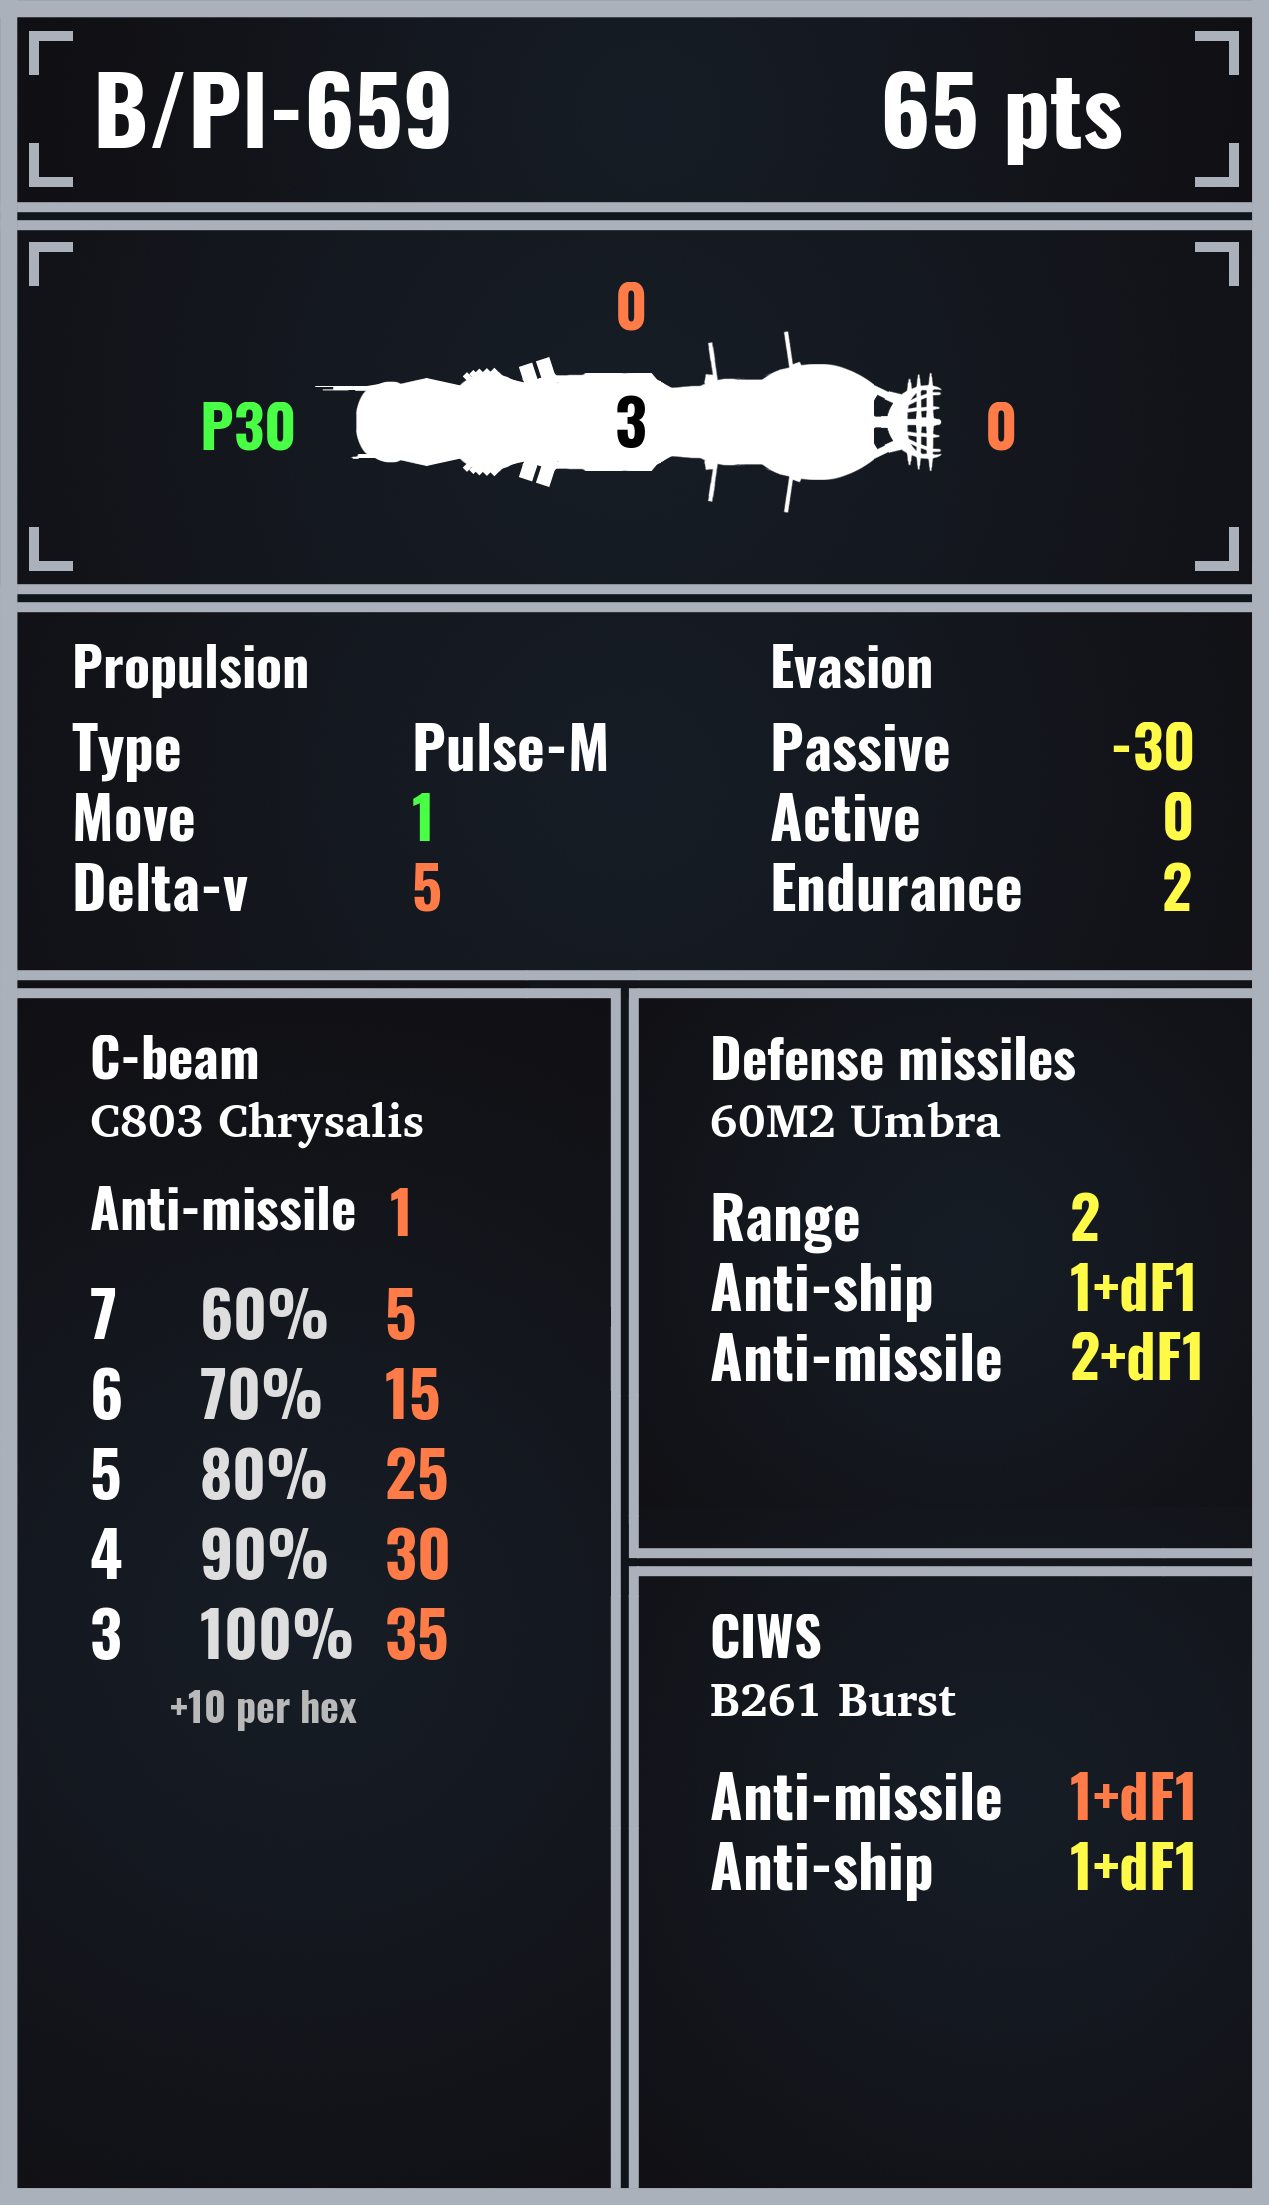 B/PI-659 65 pts
0
P30 3 0
Propulsion
Type Pulse-M
Move 1
Delta-v 5
Evasion
Passive -30
Active 0
Endurance 2
C-beam
C803 Chrysalis
Anti-missile 1
7 60% 5
6 70% 15
5 80% 25
4 90% 30
3 100% 35
+10 per hex
Defense missiles
60M2 Umbra
Range 2
Anti-ship 1+dF1
Anti-missile 2+dF1
CIWS
B261 Burst
Anti-missile 1+dF1
Anti-ship 1+dF1